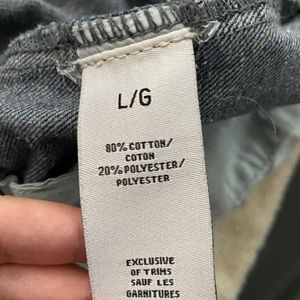 L/G
80% COTTON/
COTON
20% POLYESTER/
POLYESTER
EXCLUSIVE
OF TRIMS
SAUF LES
GARNITURES